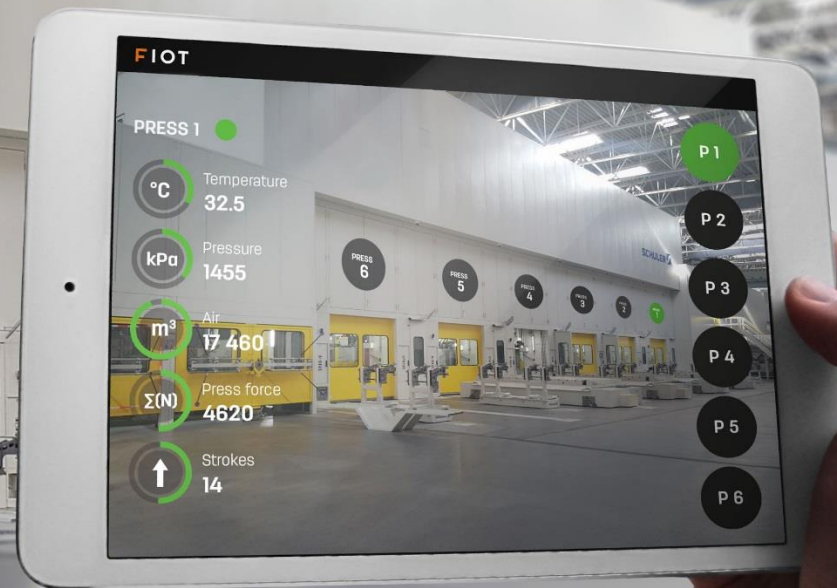 FIOT
PRESS 1
°C
Temperature
32.5
kPa
Pressure
1455
m³
Air
17 460
Σ(N)
Press force
4620
Strokes
14
PRESS
6
PRESS
5
PRESS
4
PRESS
3
PRESS
2
SCHULER
P 1
P 2
P 3
P 4
P 5
P 6